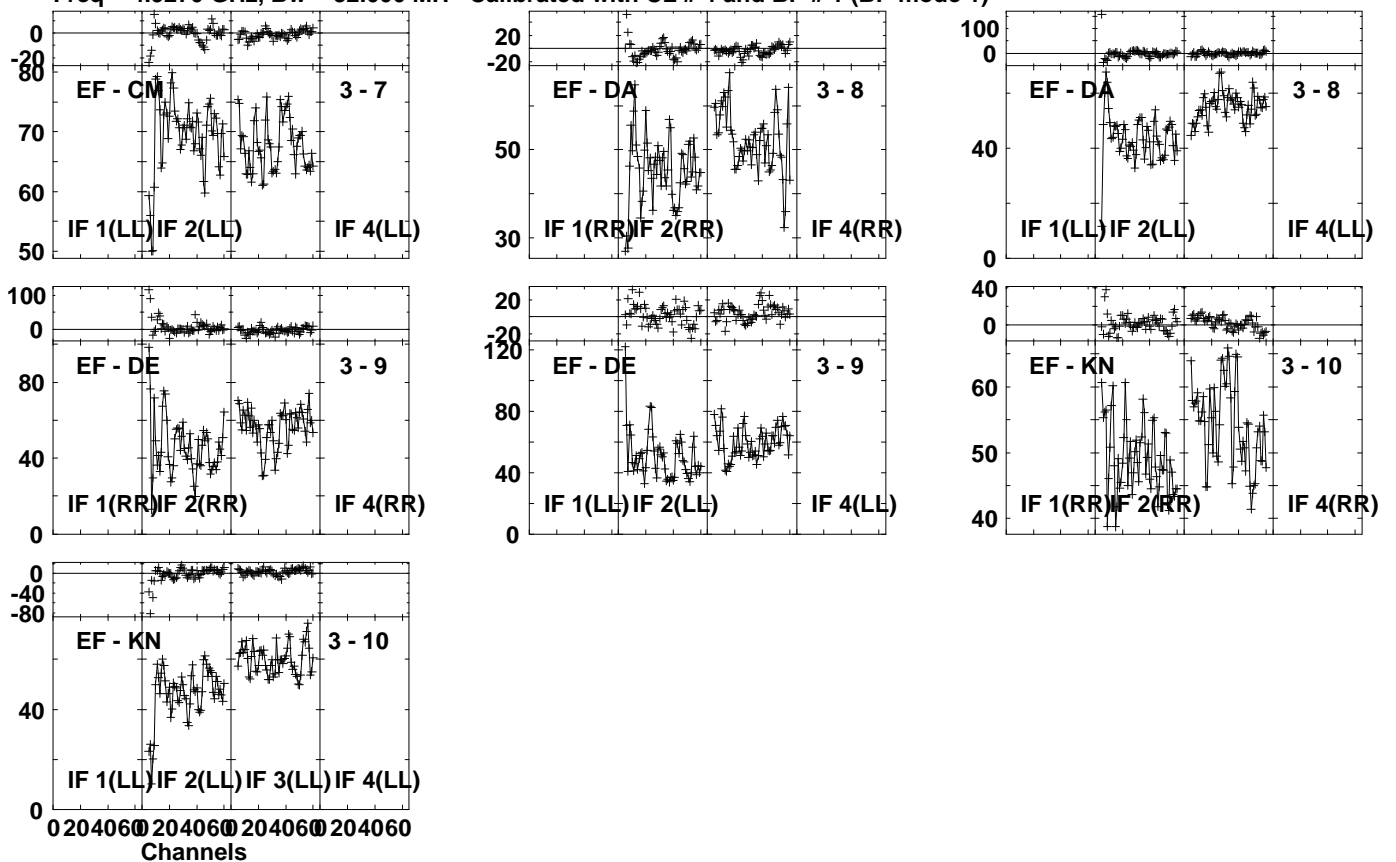 0
-20
80
EF - CM
3 - 7
70
60
IF 1(LL)
IF 2(LL)
IF 4(LL)
50
20
-20
EF - DA
3 - 8
50
IF 1(RR)
IF 2(RR)
IF 4(RR)
30
100
0
EF - DA
3 - 8
40
IF 1(LL)
IF 2(LL)
IF 4(LL)
0
100
0
EF - DE
3 - 9
80
40
IF 1(RR)
IF 2(RR)
IF 4(RR)
0
20
-20
120
EF - DE
3 - 9
80
40
IF 1(LL)
IF 2(LL)
IF 4(LL)
0
40
0
EF - KN
3 - 10
60
50
IF 1(RR)
IF 2(RR)
IF 4(RR)
40
0
-40
-80
EF - KN
3 - 10
40
IF 1(LL)
IF 2(LL)
IF 3(LL)
IF 4(LL)
0
0 20 40 60 0 20 40 60 0 20 40 60 0 20 40 60
Channels